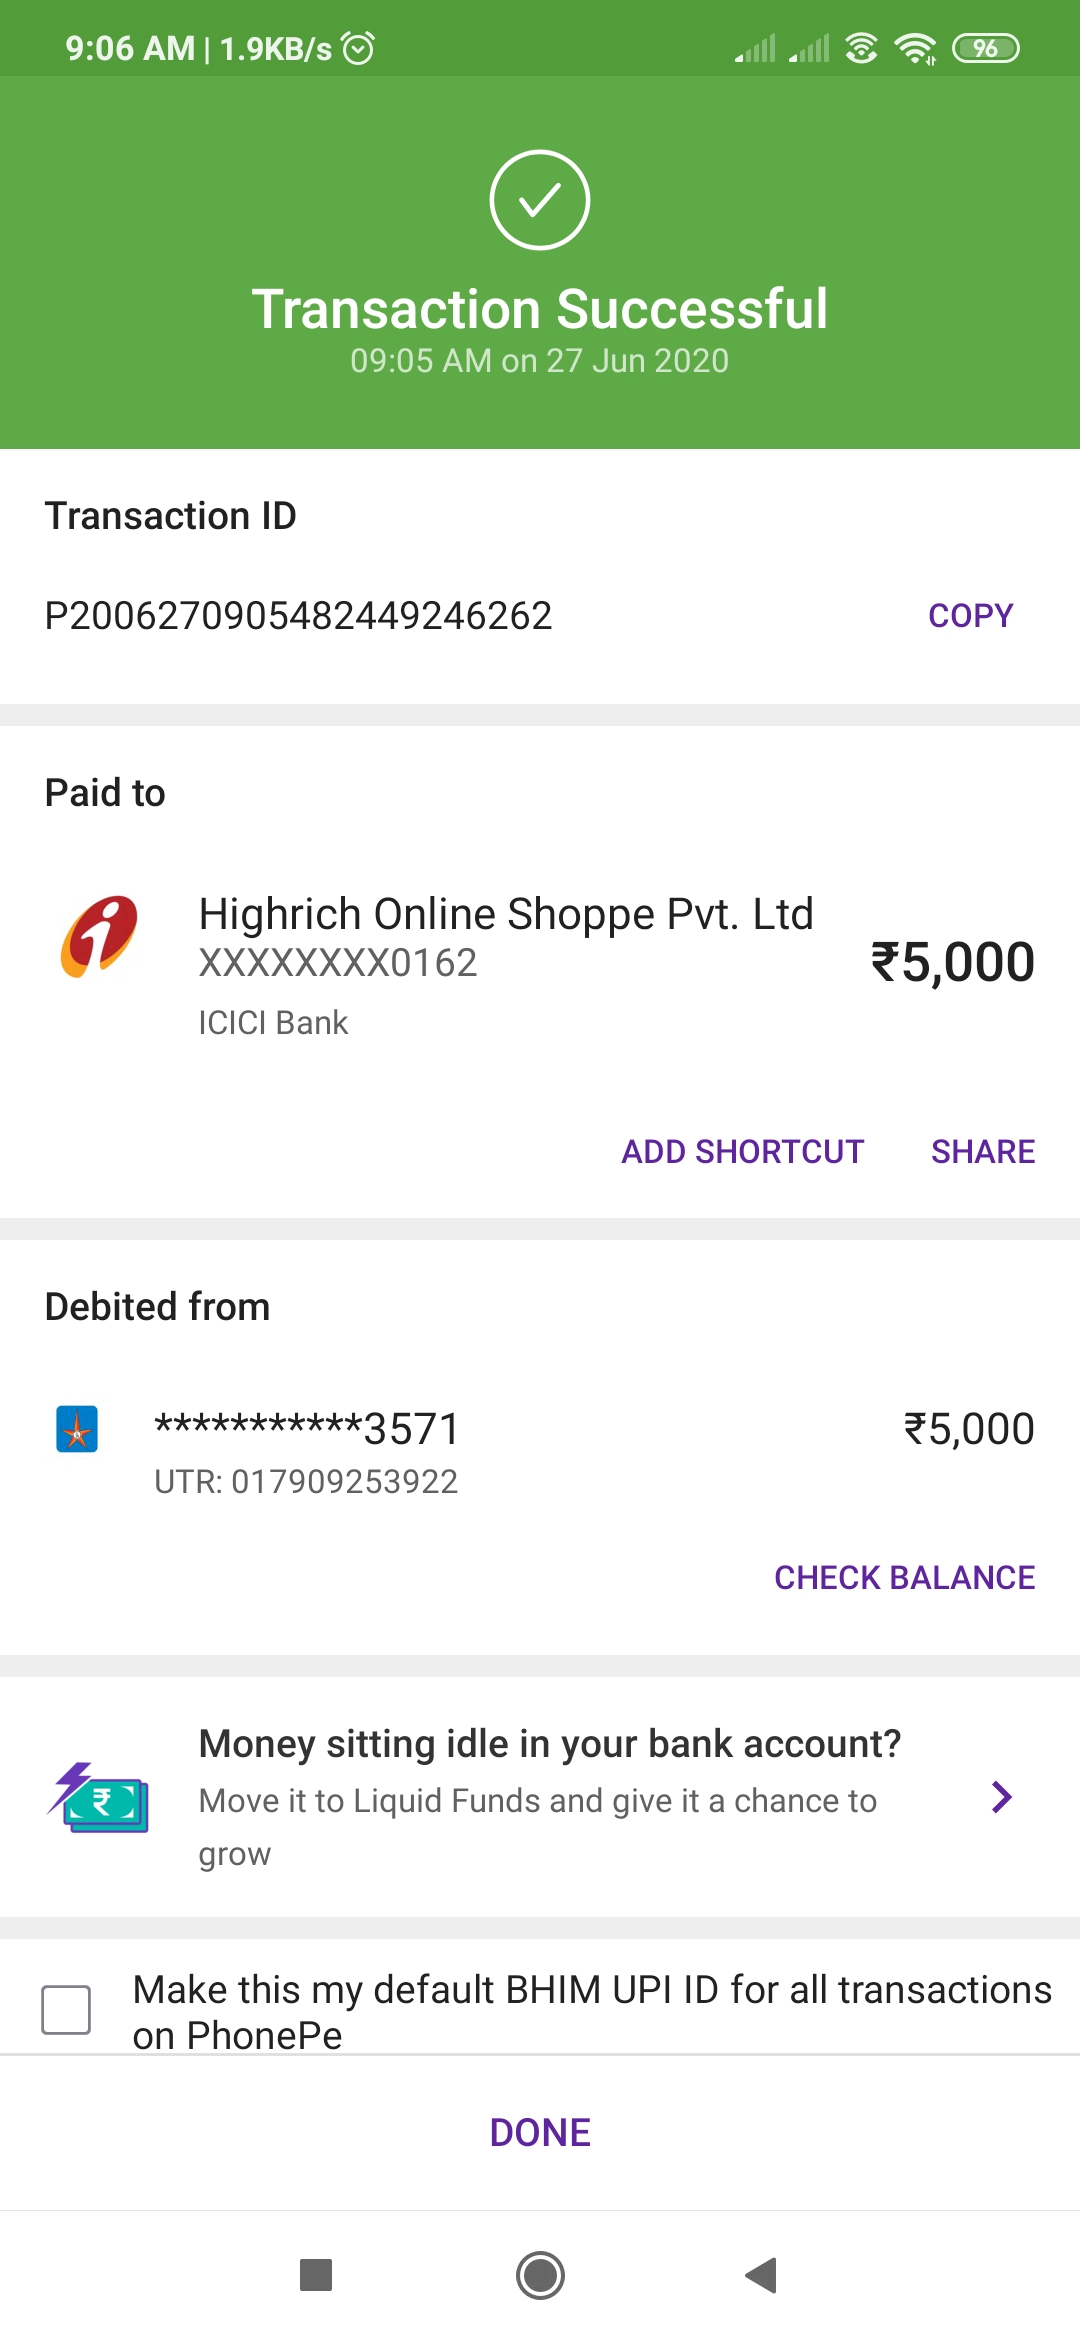 9:06 AM | 1.9KB/s
96
Transaction Successful
09:05 AM on 27 Jun 2020
Transaction ID
P2006270905482449246262
COPY
Paid to
Highrich Online Shoppe Pvt. Ltd
XXXXXXXX0162
₹5,000
ICICI Bank
ADD SHORTCUT
SHARE
Debited from
***********3571
₹5,000
UTR: 017909253922
CHECK BALANCE
Money sitting idle in your bank account?
Move it to Liquid Funds and give it a chance to
grow
Make this my default BHIM UPI ID for all transactions
on PhonePe
DONE